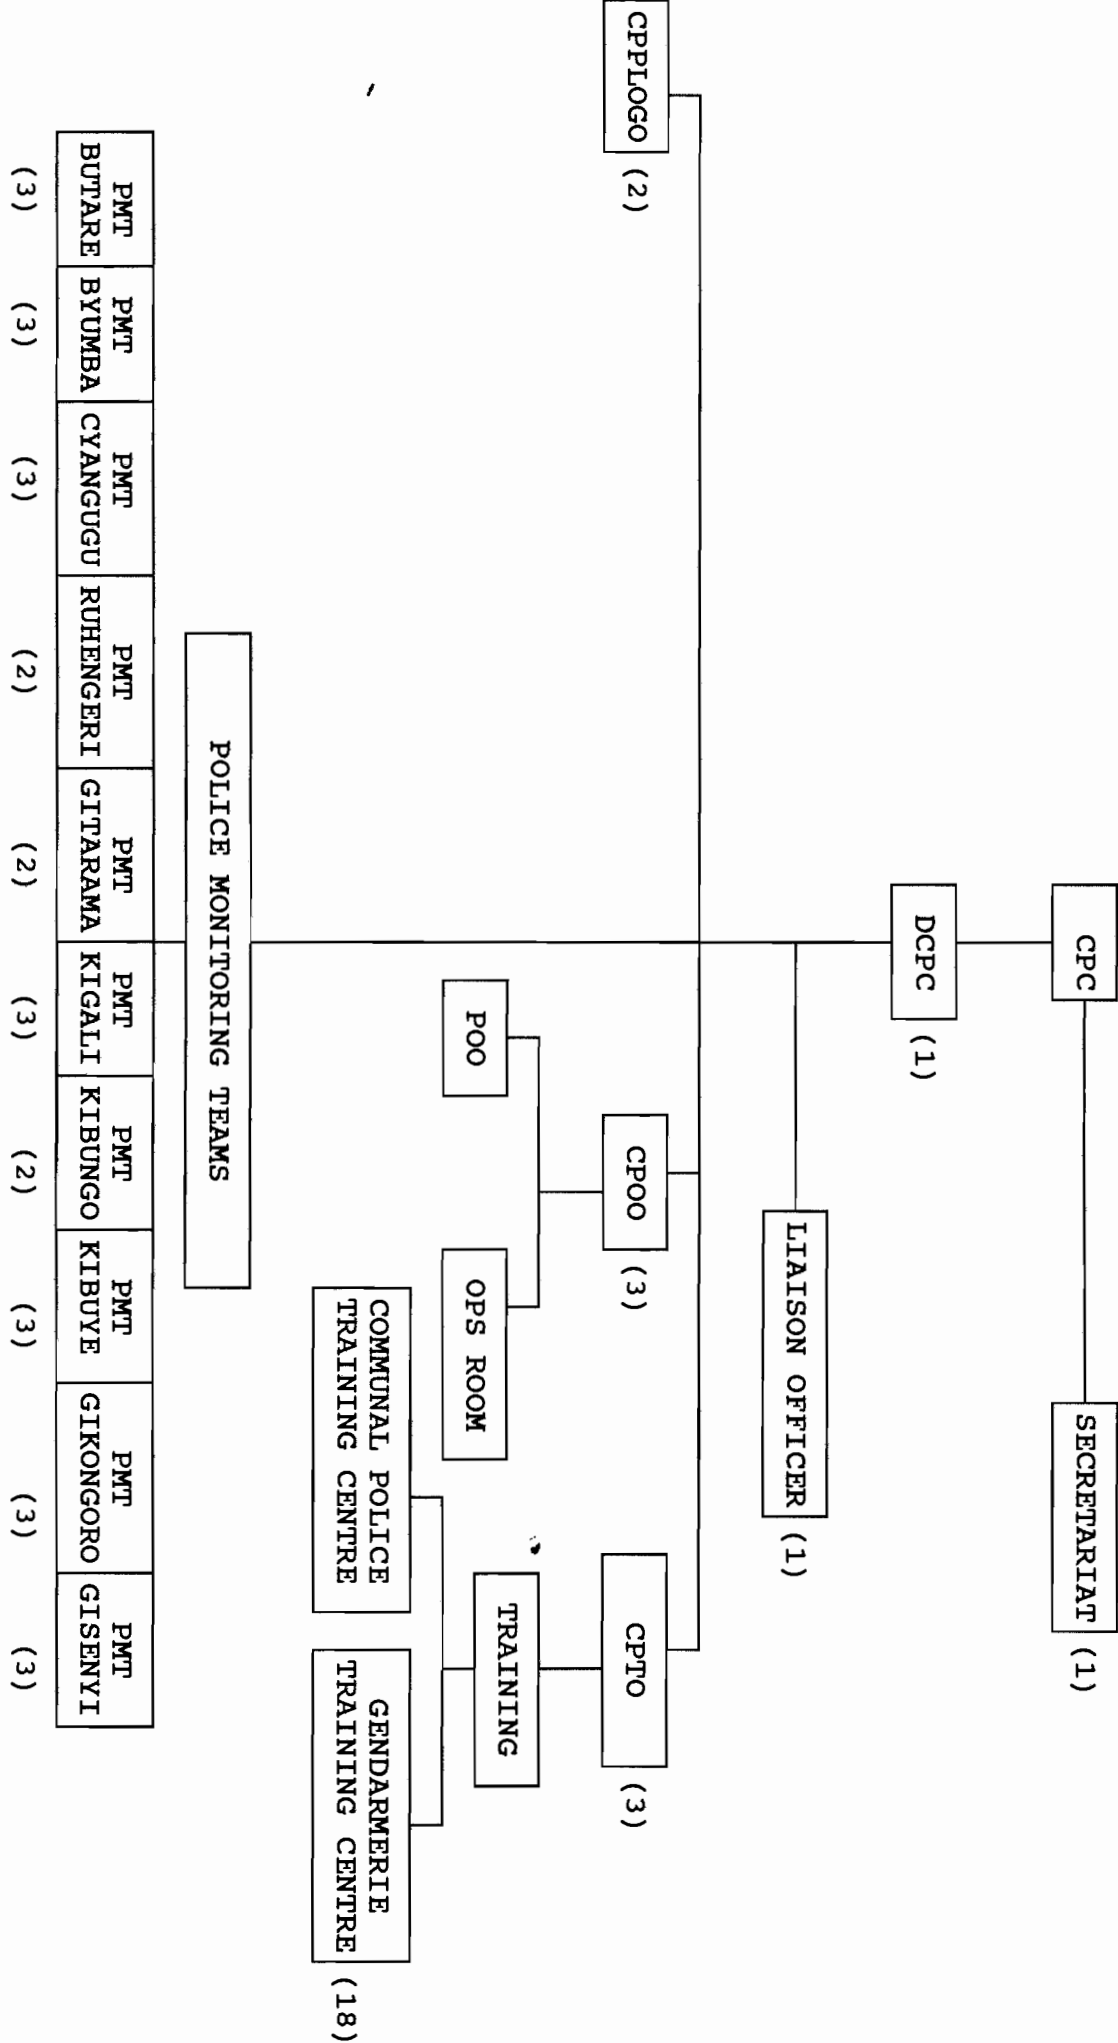 CPC
SECRETARIAT (1)
DCPC (1)
LIAISON OFFICER (1)
CPPLOGO (2)
CPOO (3)
CPTO (3)
POO
OPS ROOM
TRAINING
COMMUNAL POLICE
TRAINING CENTRE
GENDARMERIE
TRAINING CENTRE (18)
POLICE MONITORING TEAMS
PMT
BUTARE
(3)
PMT
BYUMBA
(3)
PMT
CYANGUGU
(3)
PMT
RUHENGERI
(2)
PMT
GITARAMA
(2)
PMT
KIGALI
(3)
PMT
KIBUNGO
(2)
PMT
KIBUYE
(3)
PMT
GIKONGORO
(3)
PMT
GISENYI
(3)